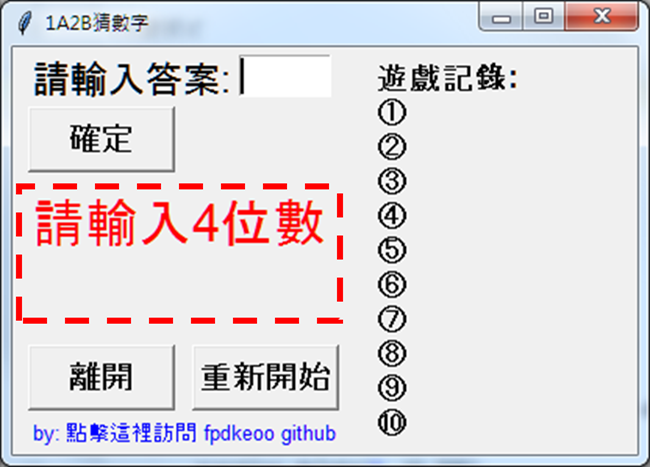 1A2B猜數字
請輸入答案:
確定
請輸入4位數
離開
重新開始
by: 點擊這裡訪問 fpdkeoo github
遊戲記錄:
①
②
③
④
⑤
⑥
⑦
⑧
⑨
⑩